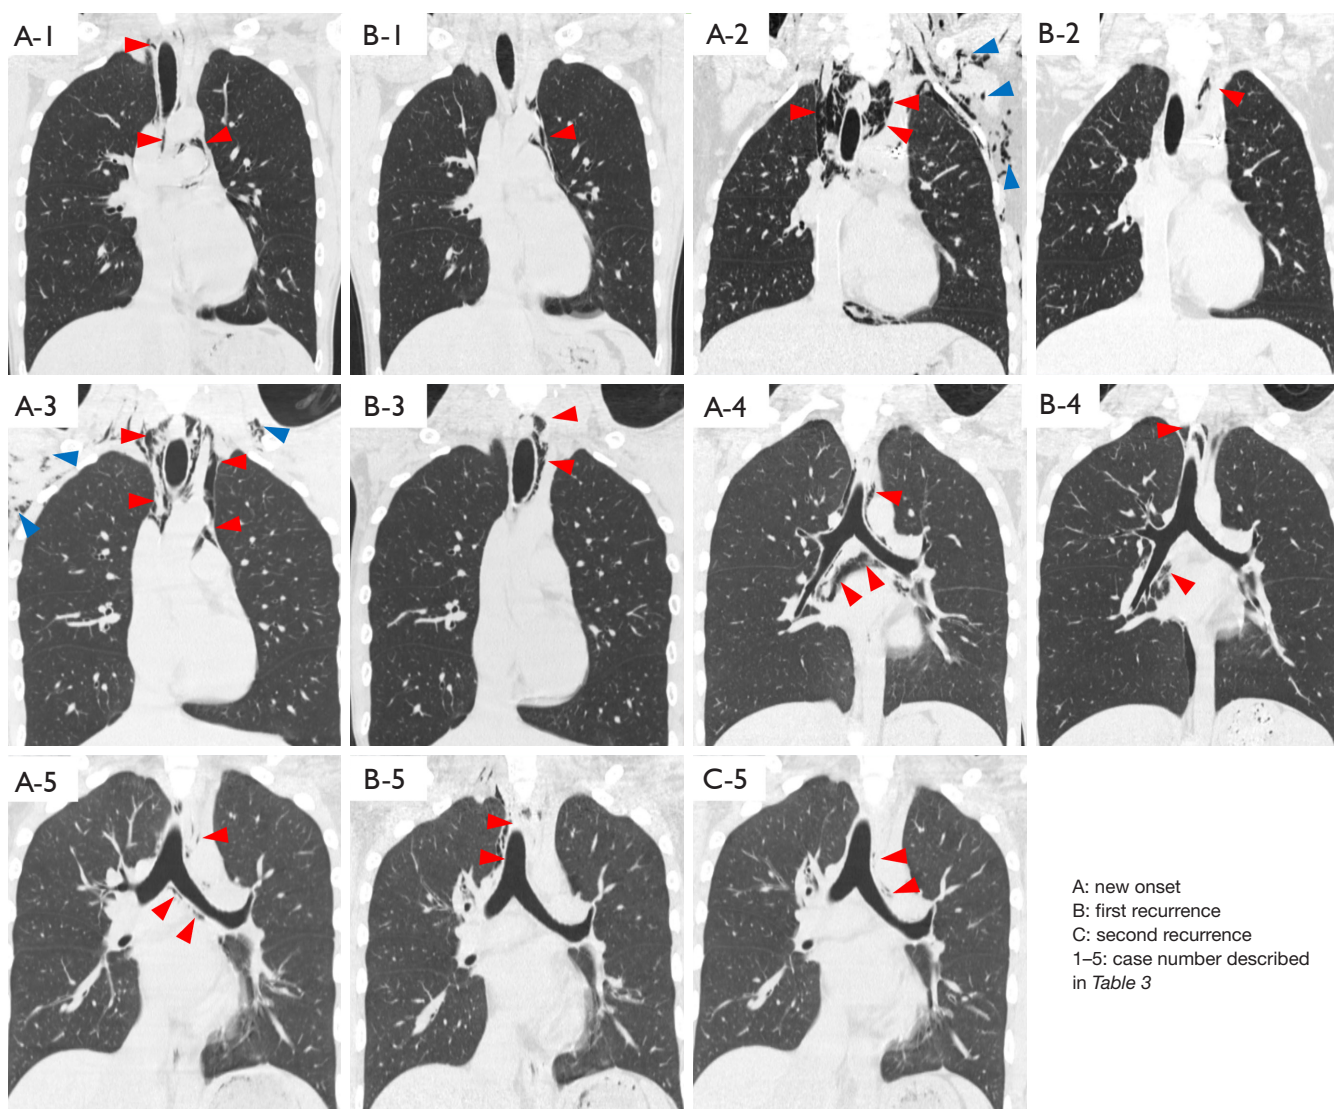 A-1
B-1
A-2
B-2
A-3
B-3
A-4
B-4
A-5
B-5
C-5
A: new onset
B: first recurrence
C: second recurrence
1–5: case number described
in Table 3